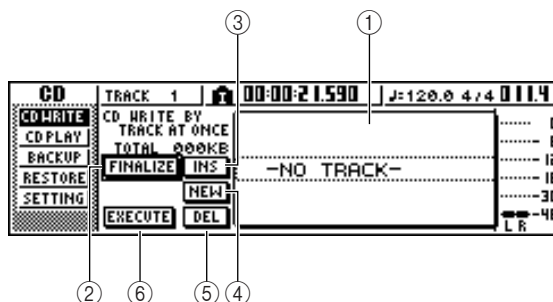 ③ ①
CD TRACK 1 00:00:21.590 ♩=120.0 4/4 011.4
CD WRITE CD WRITE BY
CD PLAY TRACK AT ONCE
TOTAL 000KB
BACKUP FINALIZE INS -NO TRACK-
RESTORE
SETTING NEW
EXECUTE DEL
L R
② ⑥ ⑤ ④